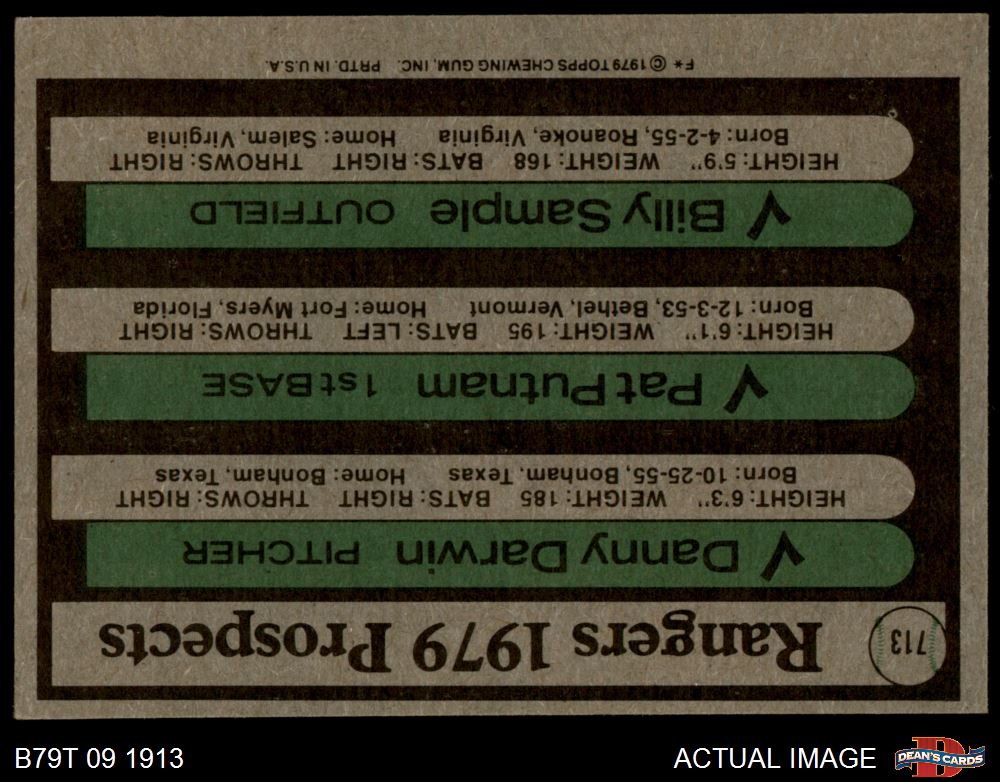 713
Rangers 1979 Prospects
✓ Danny Darwin PITCHER
HEIGHT: 6'3" WEIGHT: 185 BATS: RIGHT THROWS: RIGHT
Born: 10-25-55, Bonham, Texas Home: Bonham, Texas
✓ Pat Putnam 1st BASE
HEIGHT: 6'1" WEIGHT: 195 BATS: LEFT THROWS: RIGHT
Born: 12-3-53, Bethel, Vermont Home: Fort Myers, Florida
✓ Billy Sample OUTFIELD
HEIGHT: 5'9" WEIGHT: 168 BATS: RIGHT THROWS: RIGHT
Born: 4-2-55, Roanoke, Virginia Home: Salem, Virginia
F* © 1979 TOPPS CHEWING GUM, INC. PRTD. IN U.S.A.
B79T 09 1913
ACTUAL IMAGE
D
DEAN'S CARDS